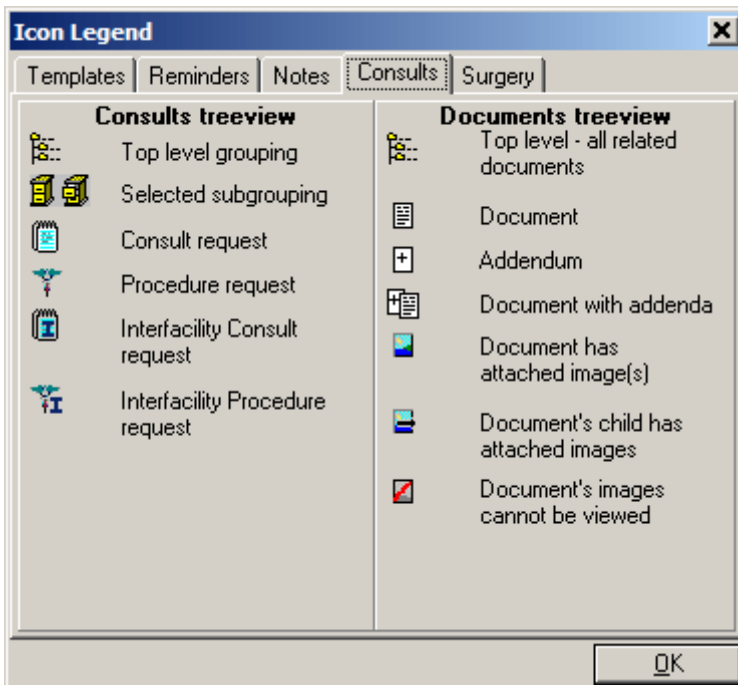 Icon Legend
Templates Reminders Notes Consults Surgery
Consults treeview
Top level grouping
Selected subgrouping
Consult request
Procedure request
Interfacility Consult
request
Interfacility Procedure
request
Documents treeview
Top level - all related
documents
Document
Addendum
Document with addenda
Document has
attached image(s)
Document's child has
attached images
Document's images
cannot be viewed
OK